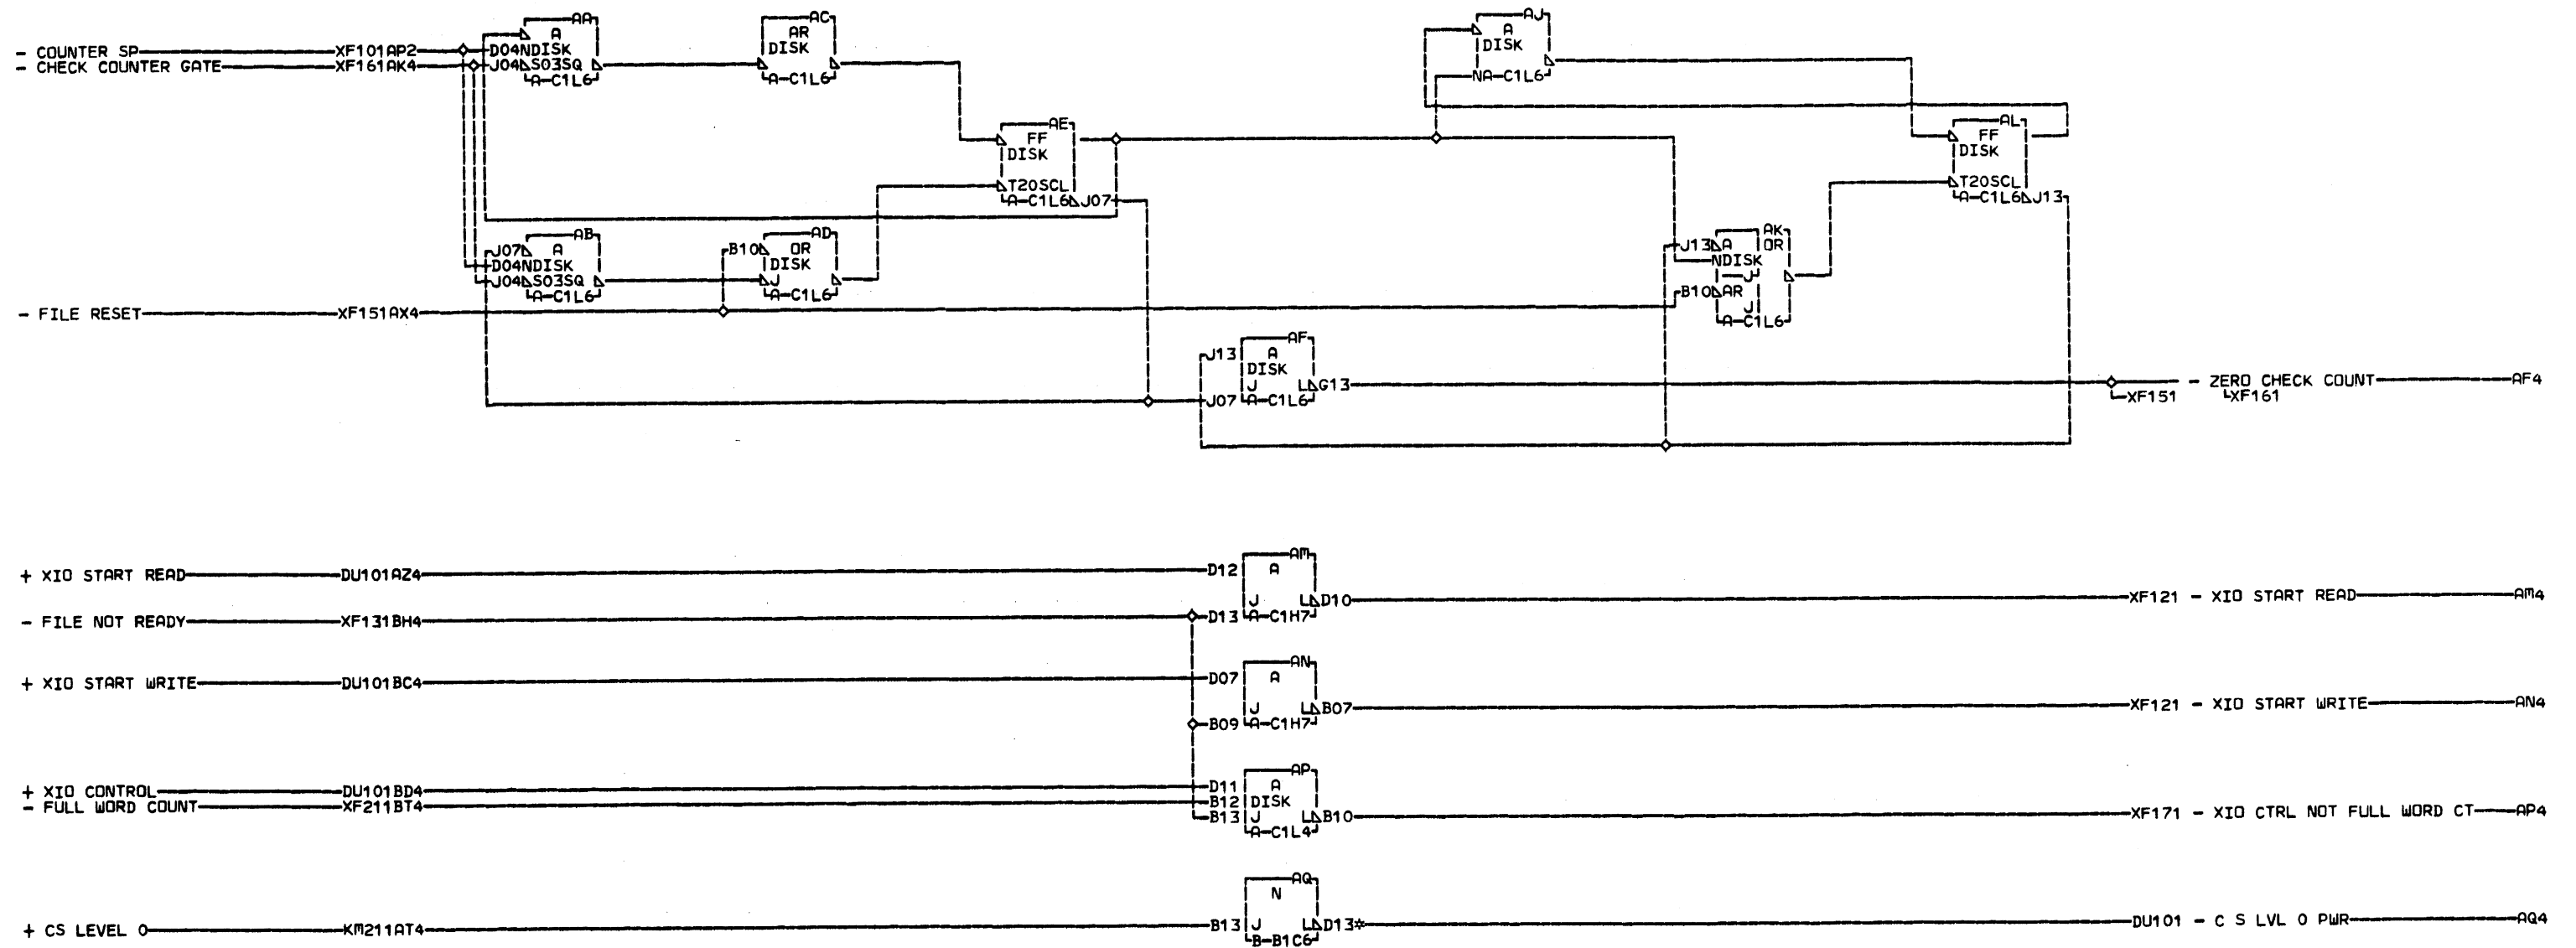 AA AC AJ
A AR A
DISK DISK
- COUNTER SP XF101AP2 D04 NDISK
- CHECK COUNTER GATE XF161AK4 J04 S03SQ
A-C1L6 A-C1L6 NA-C1L6
AE AL
FF FF
DISK DISK
T20SCL T20SCL
A-C1L6 J07 A-C1L6 J13
AB AD AK
J07 A B10 OR J13 A OR
D04 NDISK DISK NDISK
J04 S03SQ J J
A-C1L6 A-C1L6 B10 AR
J
- FILE RESET XF151AX4 A-C1L6
AF
J13 A
DISK
J L G13 - ZERO CHECK COUNT AF4
J07 A-C1L6 XF151 XF161
AM
+ XIO START READ DU101AZ4 D12 A
J L D10 XF121 - XIO START READ AM4
- FILE NOT READY XF131BH4 D13 A-C1H7
AN
+ XIO START WRITE DU101BC4 D07 A
J L B07 XF121 - XIO START WRITE AN4
B09 A-C1H7
AP
+ XIO CONTROL DU101BD4 D11 A
- FULL WORD COUNT XF211BT4 B12 DISK
B13 J L B10 XF171 - XIO CTRL NOT FULL WORD CT AP4
A-C1L4
AQ
N
+ CS LEVEL 0 KM211AT4 B13 J L D13* DU101 - C S LVL 0 PWR AQ4
B-B1C6